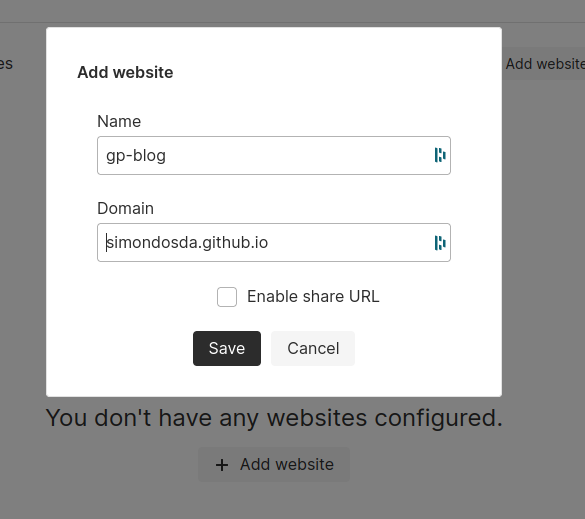 es
Add website
Add website
Name
gp-blog
Domain
simondosda.github.io
Enable share URL
Save Cancel
You don't have any websites configured.
+ Add website